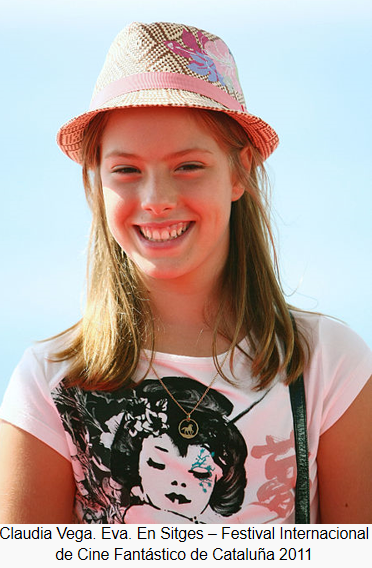 Claudia Vega. Eva. En Sitges – Festival Internacional
de Cine Fantástico de Cataluña 2011